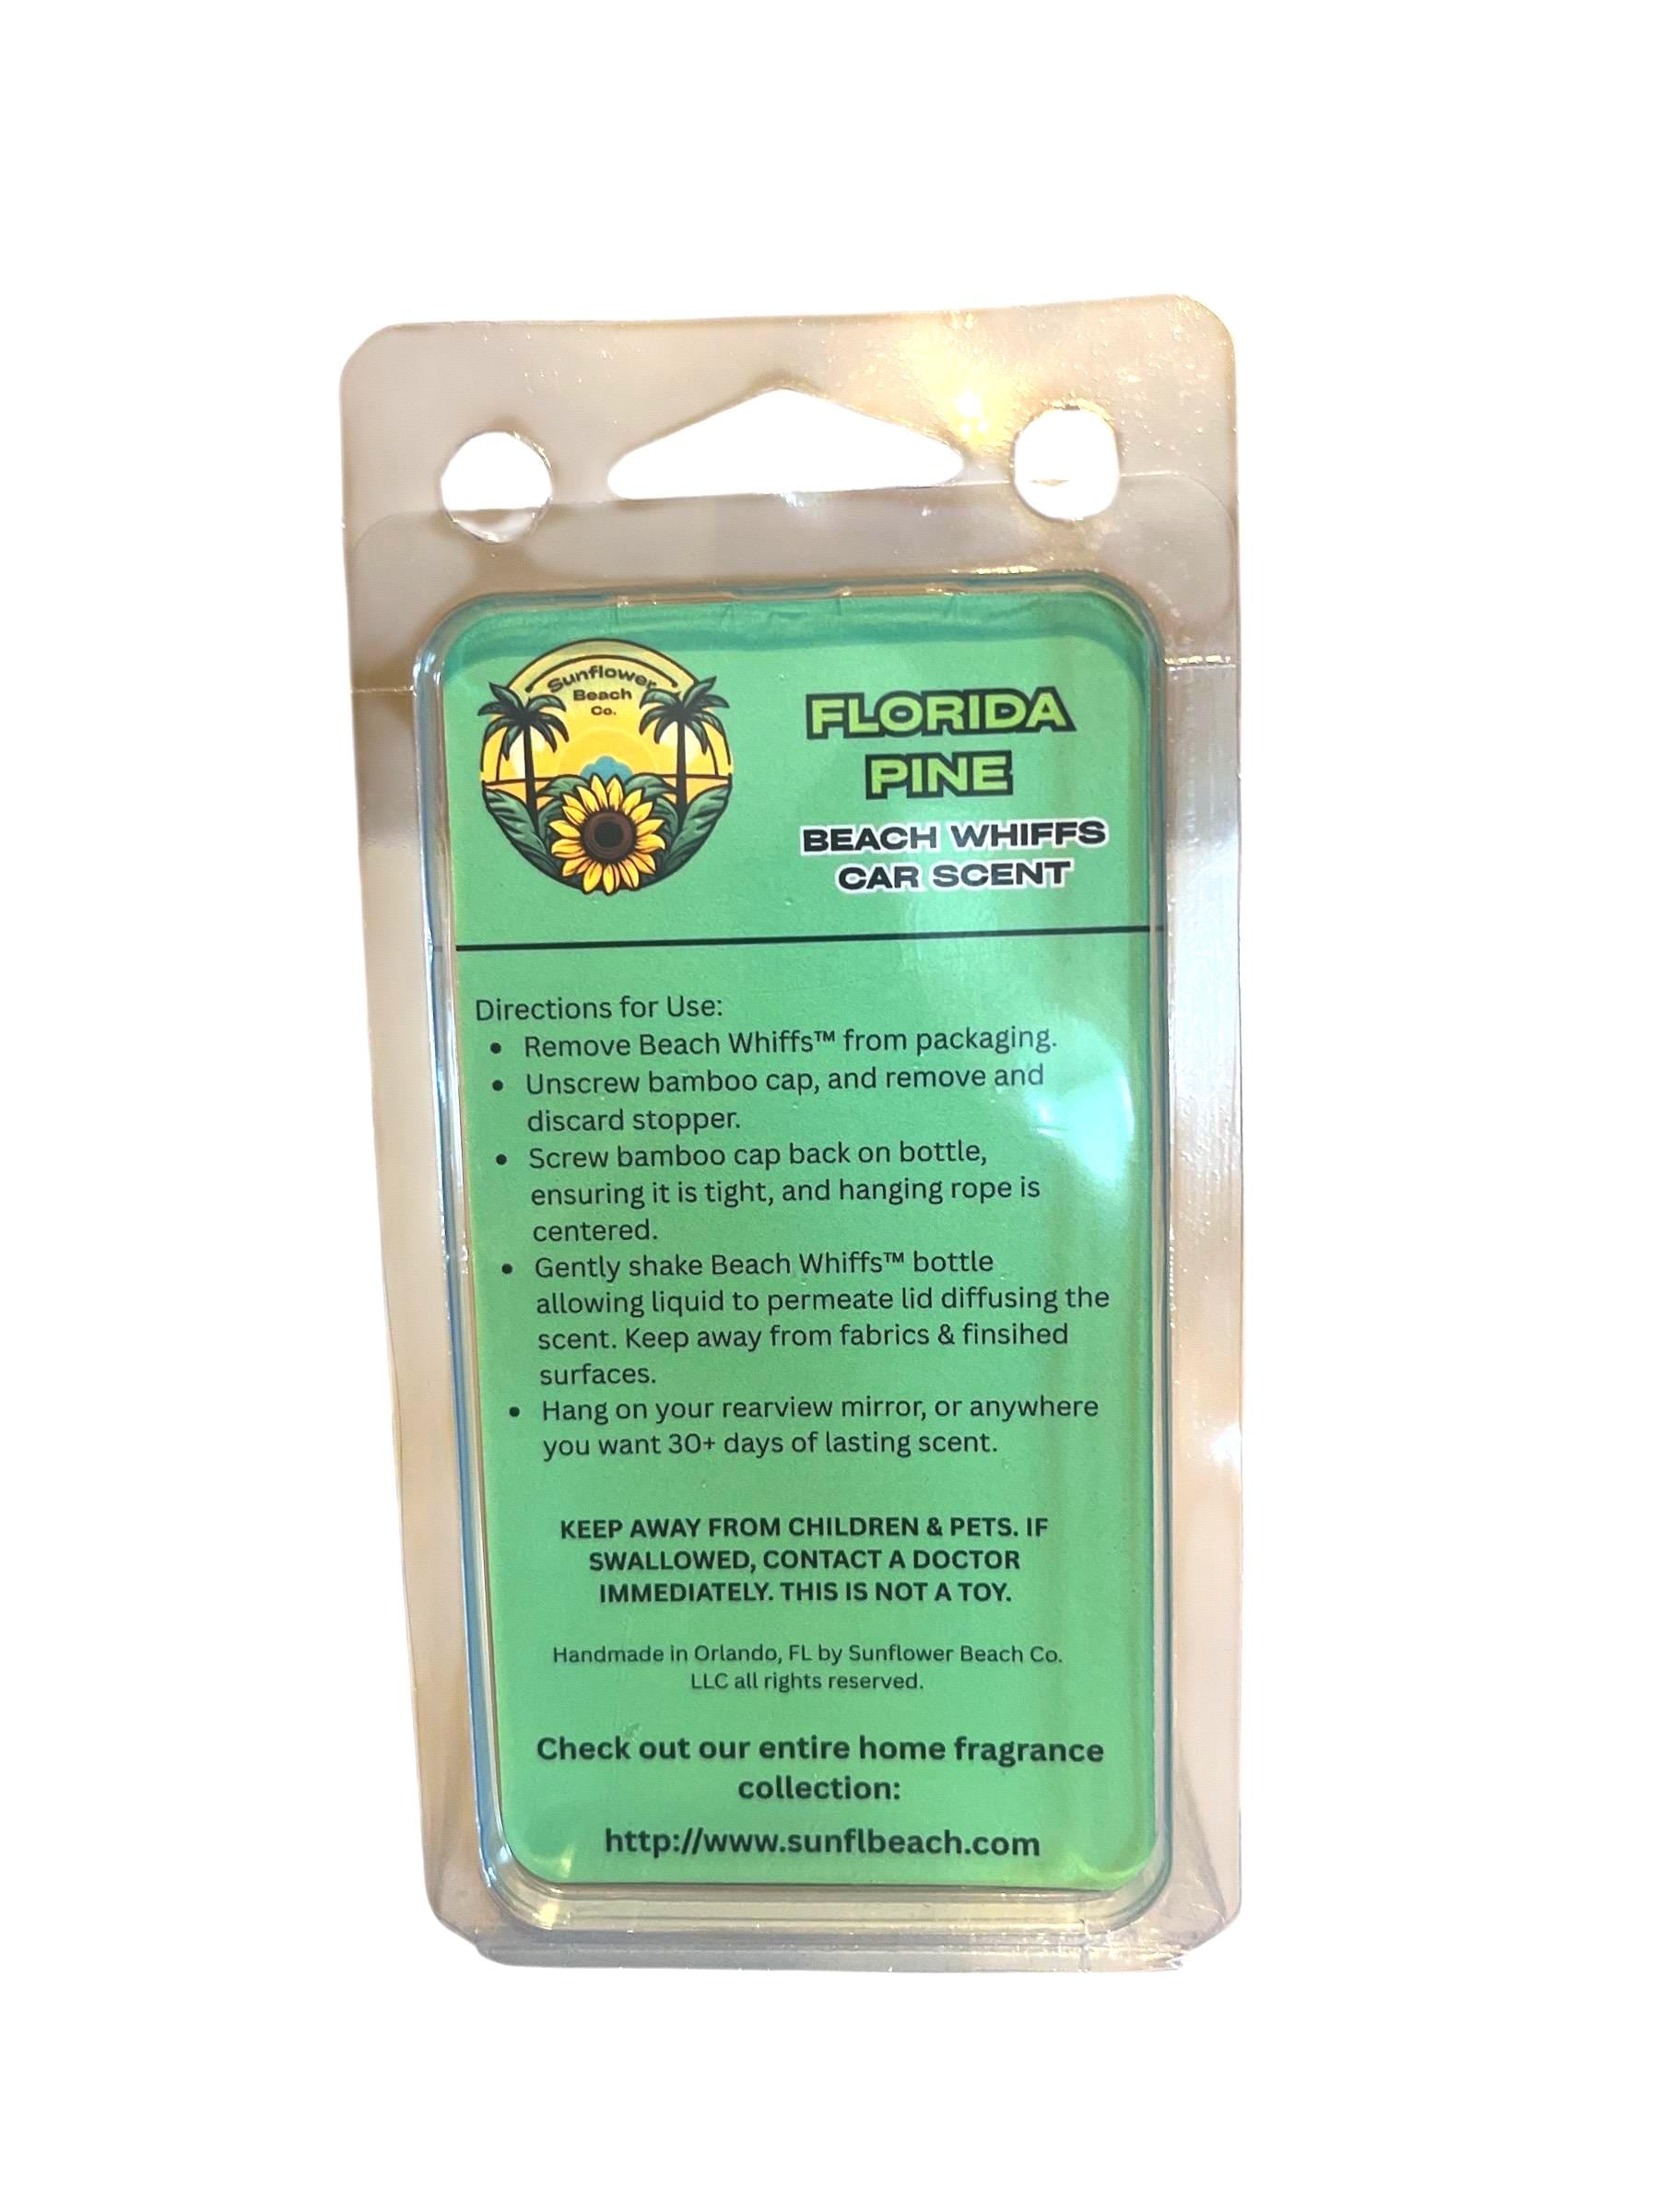 Sunflower
Beach
Co.
FLORIDA
PINE
BEACH WHIFFS
CAR SCENT
Directions for Use:
• Remove Beach Whiffs™ from packaging.
• Unscrew bamboo cap, and remove and
discard stopper.
• Screw bamboo cap back on bottle,
ensuring it is tight, and hanging rope is
centered.
• Gently shake Beach Whiffs™ bottle
allowing liquid to permeate lid diffusing the
scent. Keep away from fabrics & finsihed
surfaces.
• Hang on your rearview mirror, or anywhere
you want 30+ days of lasting scent.
KEEP AWAY FROM CHILDREN & PETS. IF
SWALLOWED, CONTACT A DOCTOR
IMMEDIATELY. THIS IS NOT A TOY.
Handmade in Orlando, FL by Sunflower Beach Co.
LLC all rights reserved.
Check out our entire home fragrance
collection:
http://www.sunflbeach.com